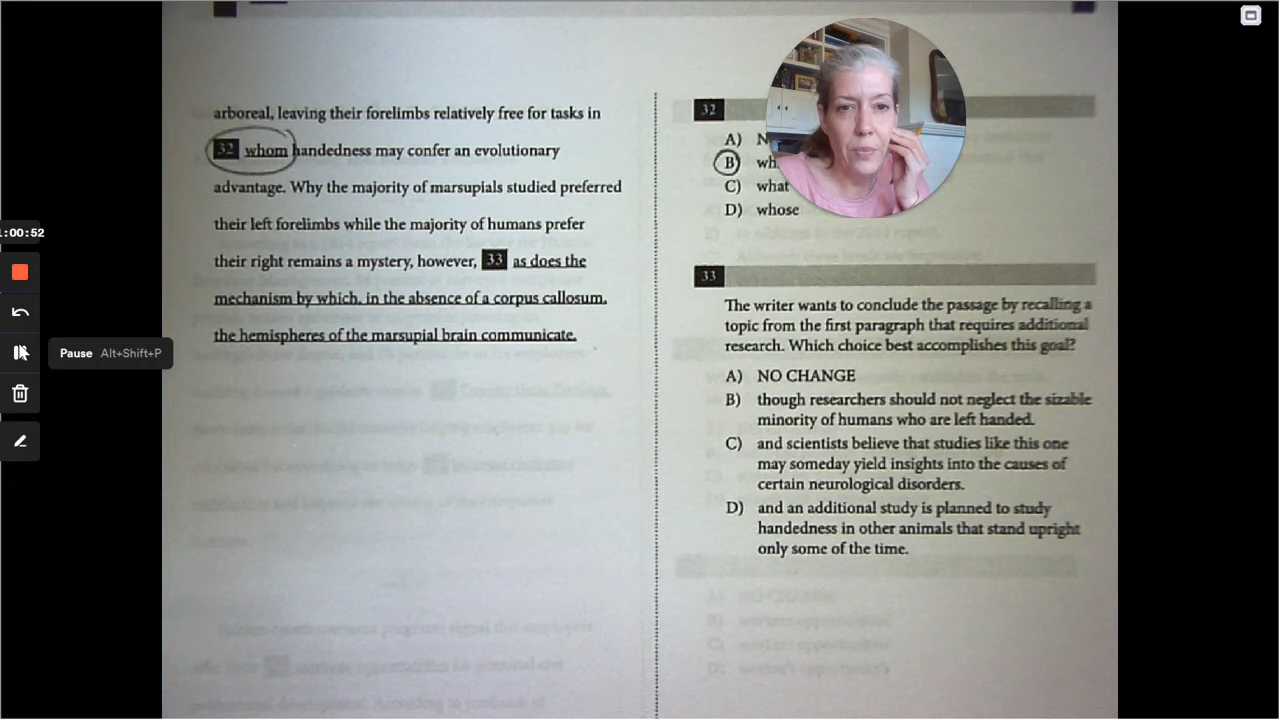 arboreal, leaving their forelimbs relatively free for tasks in
32 whom handedness may confer an evolutionary
advantage. Why the majority of marsupials studied preferred
their left forelimbs while the majority of humans prefer
their right remains a mystery, however, 33 as does the
mechanism by which, in the absence of a corpus callosum,
the hemispheres of the marsupial brain communicate.
32
A) N
B) wh
C) what
D) whose
33
The writer wants to conclude the passage by recalling a
topic from the first paragraph that requires additional
research. Which choice best accomplishes this goal?
A) NO CHANGE
B) though researchers should not neglect the sizable
minority of humans who are left handed.
C) and scientists believe that studies like this one
may someday yield insights into the causes of
certain neurological disorders.
D) and an additional study is planned to study
handedness in other animals that stand upright
only some of the time.
1:00:52
Pause Alt+Shift+P